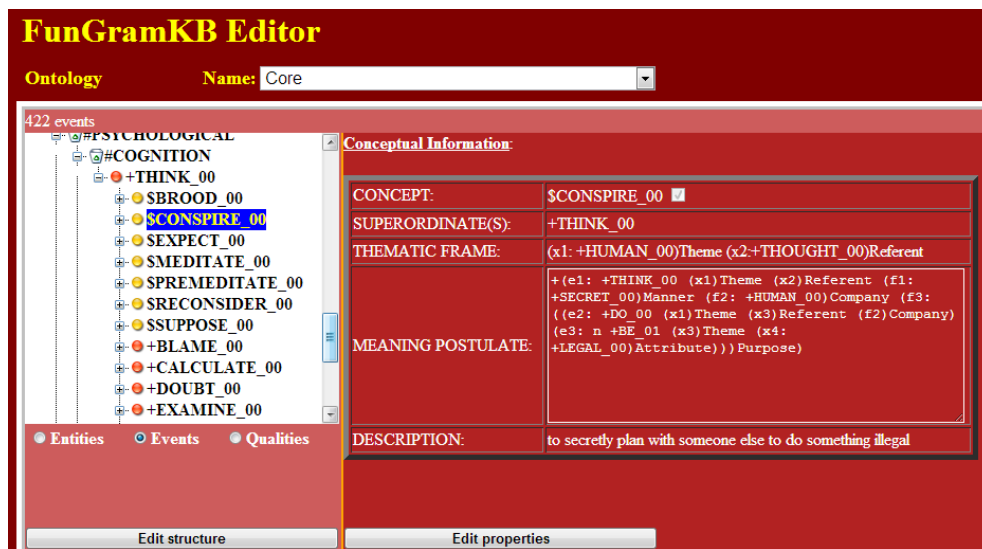 FunGramKB Editor
Ontology Name: Core
422 events
#PSYCHOLOGICAL
#COGNITION
+THINK_00
$BROOD_00
$CONSPIRE_00
$EXPECT_00
$MEDITATE_00
$PREMEDITATE_00
$RECONSIDER_00
$SUPPOSE_00
+BLAME_00
+CALCULATE_00
+DOUBT_00
+EXAMINE_00
Entities Events Qualities
Edit structure
Conceptual Information:
CONCEPT: $CONSPIRE_00
SUPERORDINATE(S): +THINK_00
THEMATIC FRAME: (x1: +HUMAN_00)Theme (x2:+THOUGHT_00)Referent
MEANING POSTULATE:
+(e1: +THINK_00 (x1)Theme (x2)Referent (f1:
+SECRET_00)Manner (f2: +HUMAN_00)Company (f3:
((e2: +DO_00 (x1)Theme (x3)Referent (f2)Company)
(e3: n +BE_01 (x3)Theme (x4:
+LEGAL_00)Attribute)))Purpose)
DESCRIPTION: to secretly plan with someone else to do something illegal
Edit properties